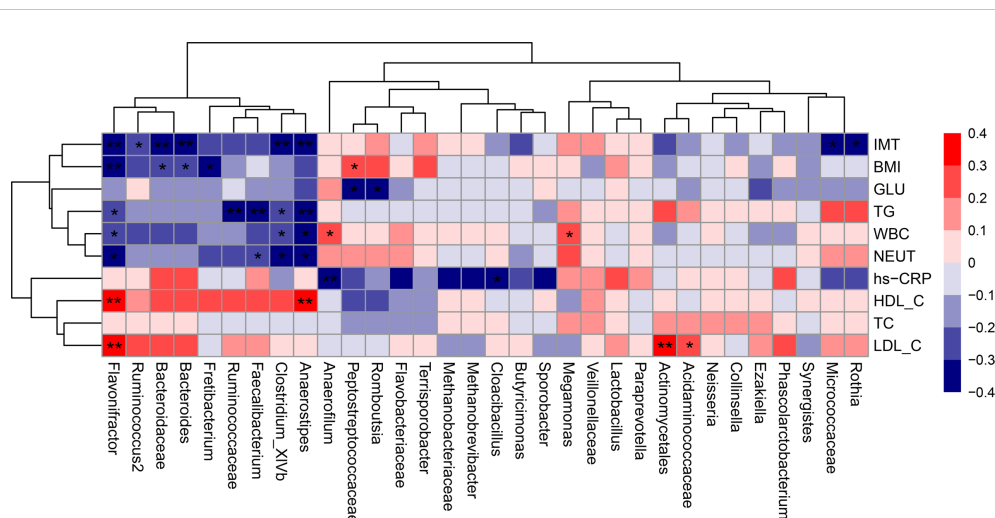 0.4
0.3
0.2
0.1
0
−0.1
−0.2
−0.3
−0.4
** * ** ** ** ** * * IMT
** * * * * BMI
* * GLU
* ** ** * ** TG
* * * * * WBC
* * * * NEUT
** * hs−CRP
** ** HDL_C
TC
** ** * LDL_C
Flavonifractor
Ruminococcus2
Bacteroidaceae
Bacteroides
Fretibacterium
Ruminococcaceae
Faecalibacterium
Clostridium_XIVb
Anaerostipes
Anaerofilum
Peptostreptococcaceae
Romboutsia
Flavobacteriaceae
Terrisporobacter
Methanobacteriaceae
Methanobrevibacter
Cloacibacillus
Butyricimonas
Sporobacter
Megamonas
Veillonellaceae
Lactobacillus
Paraprevotella
Actinomycetales
Acidaminococcaceae
Neisseria
Collinsella
Ezakiella
Phascolarctobacterium
Synergistes
Micrococcaceae
Rothia